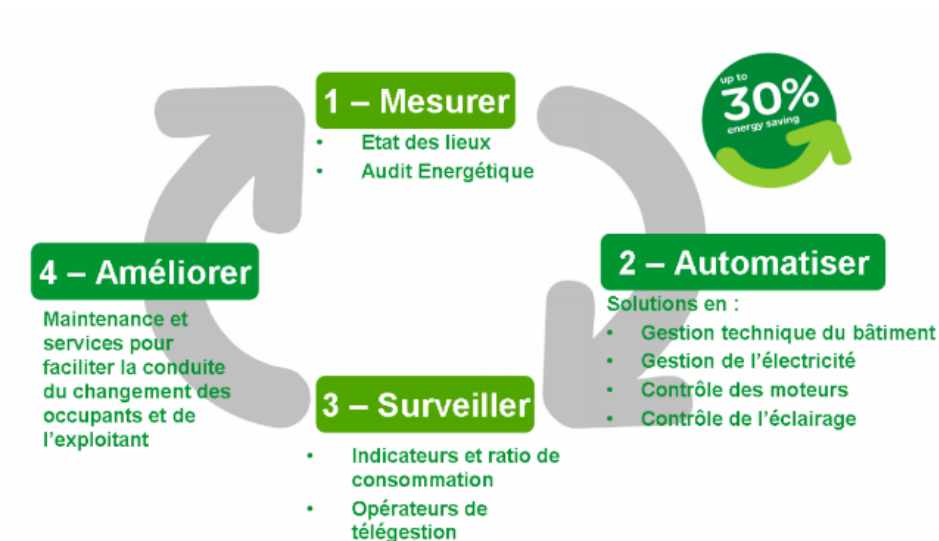 1 – Mesurer
• Etat des lieux
• Audit Energétique
up to
30%
energy saving
2 – Automatiser
Solutions en :
• Gestion technique du bâtiment
• Gestion de l'électricité
• Contrôle des moteurs
• Contrôle de l'éclairage
3 – Surveiller
• Indicateurs et ratio de
consommation
• Opérateurs de
télégestion
4 – Améliorer
Maintenance et
services pour
faciliter la conduite
du changement des
occupants et de
l'exploitant